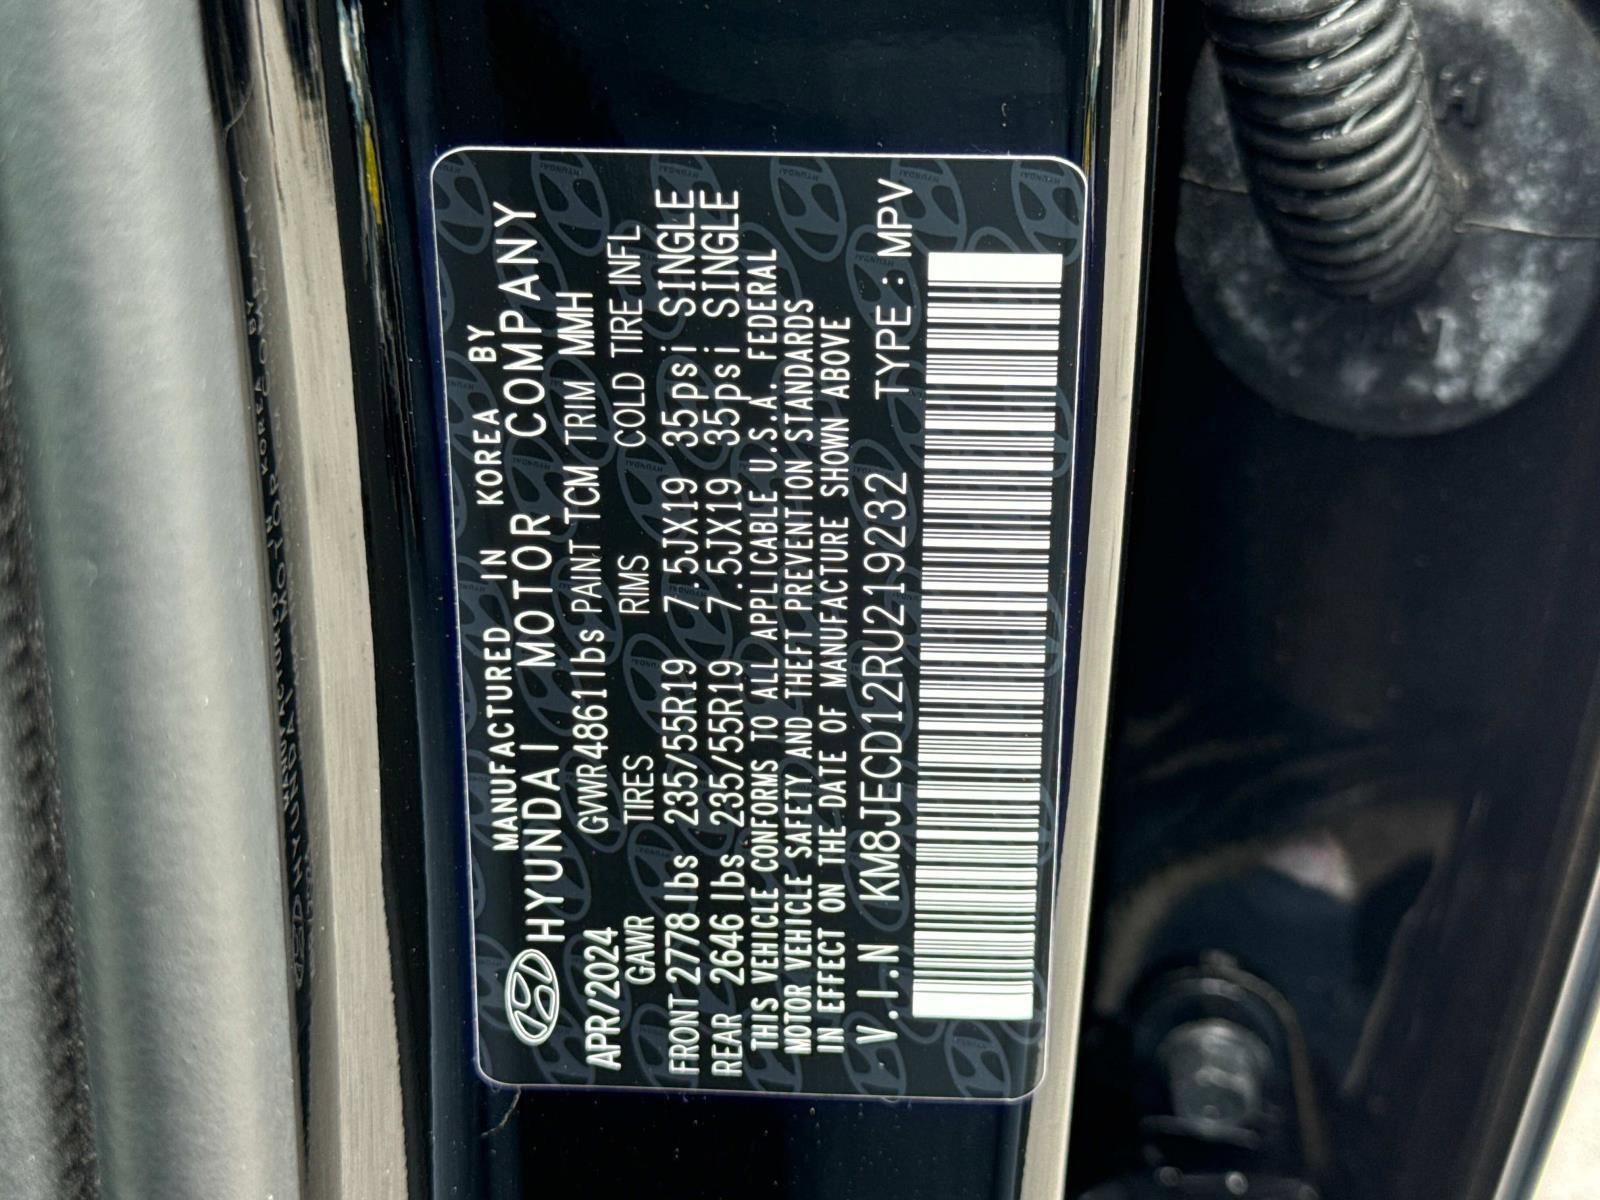 MANUFACTURED IN KOREA BY
HYUNDAI MOTOR COMPANY
APR/2024 GVWR 4861 lbs PAINT TCM TRIM MMH
GAWR TIRES RIMS COLD TIRE INFL
FRONT 2778 lbs 235/55R19 7.5JX19 35psi SINGLE
REAR 2646 lbs 235/55R19 7.5JX19 35psi SINGLE
THIS VEHICLE CONFORMS TO ALL APPLICABLE U.S.A. FEDERAL
MOTOR VEHICLE SAFETY AND THEFT PREVENTION STANDARDS
IN EFFECT ON THE DATE OF MANUFACTURE SHOWN ABOVE
V.I.N KM8JECD12RU219232 TYPE : MPV